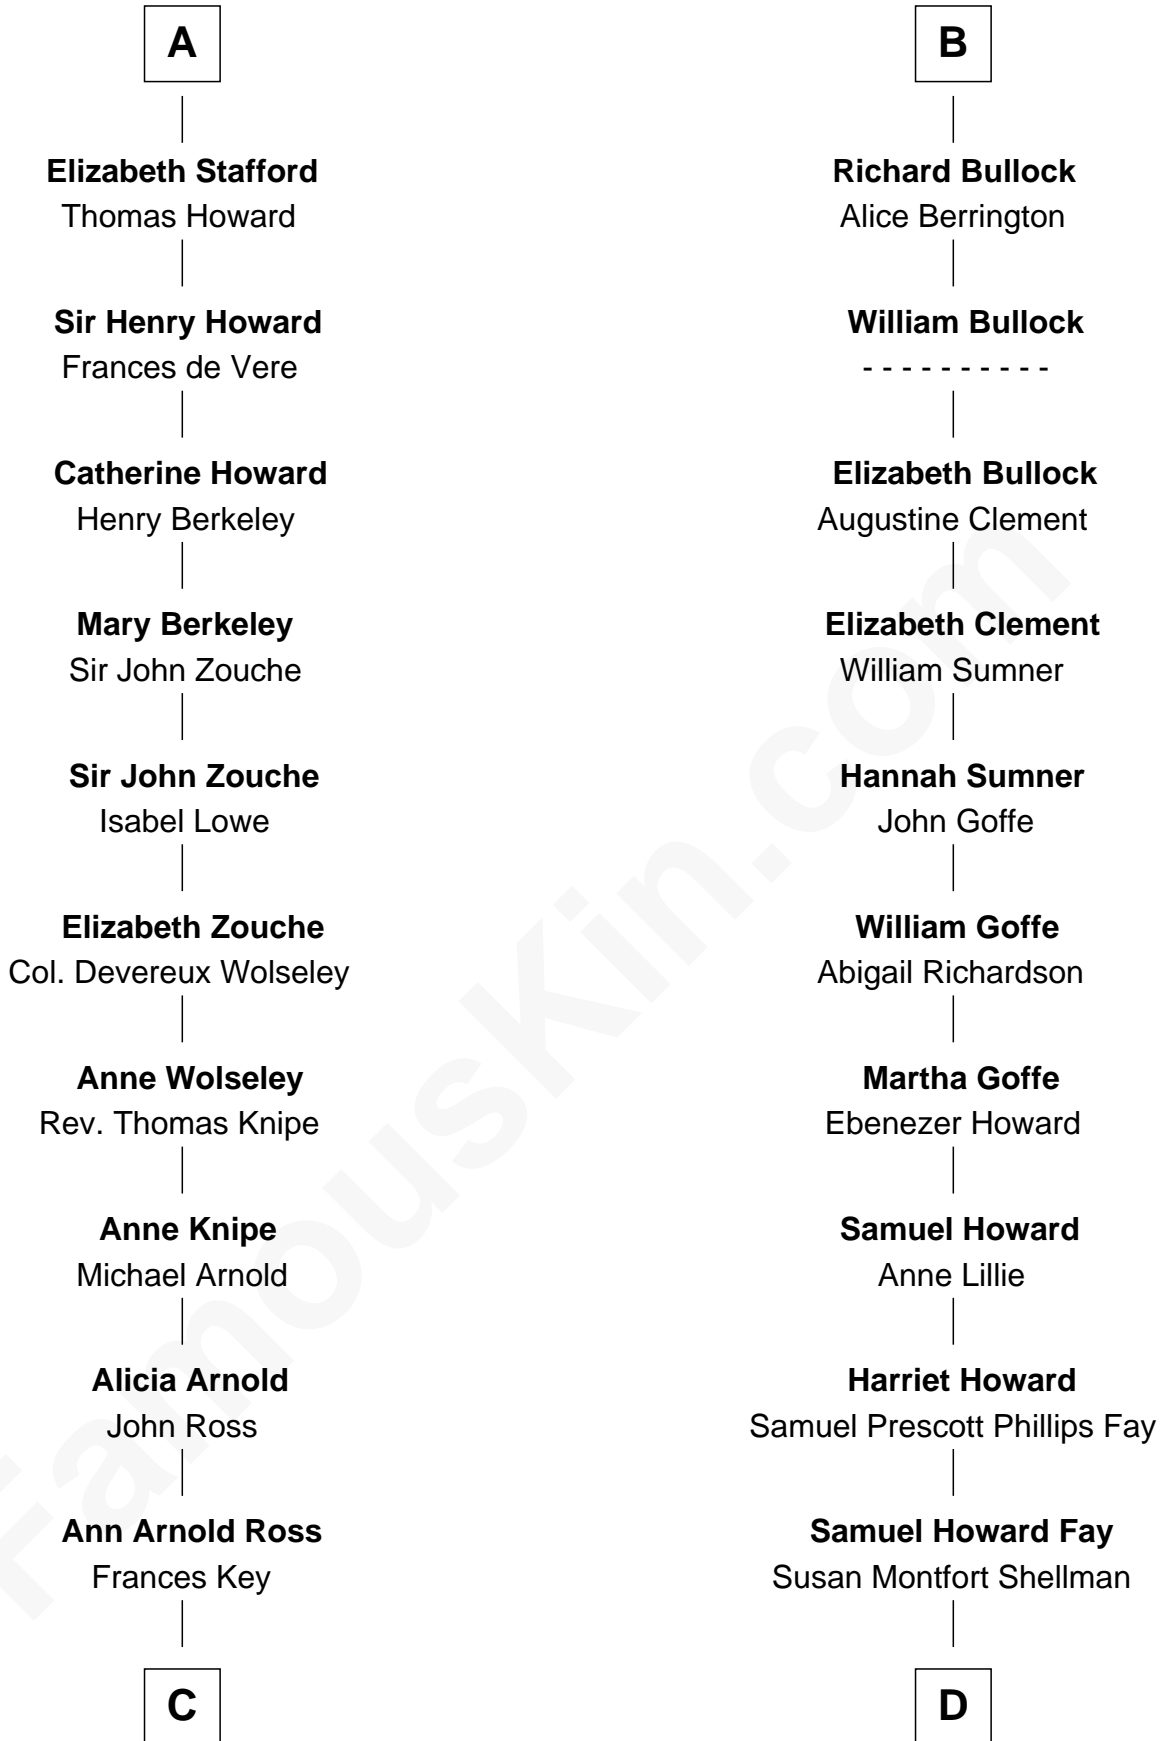 A
Elizabeth Stafford
Thomas Howard
Sir Henry Howard
Frances de Vere
Catherine Howard
Henry Berkeley
Mary Berkeley
Sir John Zouche
Sir John Zouche
Isabel Lowe
Elizabeth Zouche
Col. Devereux Wolseley
Anne Wolseley
Rev. Thomas Knipe
Anne Knipe
Michael Arnold
Alicia Arnold
John Ross
Ann Arnold Ross
Frances Key
C
B
Richard Bullock
Alice Berrington
William Bullock
- - - - - - - - - -
Elizabeth Bullock
Augustine Clement
Elizabeth Clement
William Sumner
Hannah Sumner
John Goffe
William Goffe
Abigail Richardson
Martha Goffe
Ebenezer Howard
Samuel Howard
Anne Lillie
Harriet Howard
Samuel Prescott Phillips Fay
Samuel Howard Fay
Susan Montfort Shellman
D
FamousKin.com